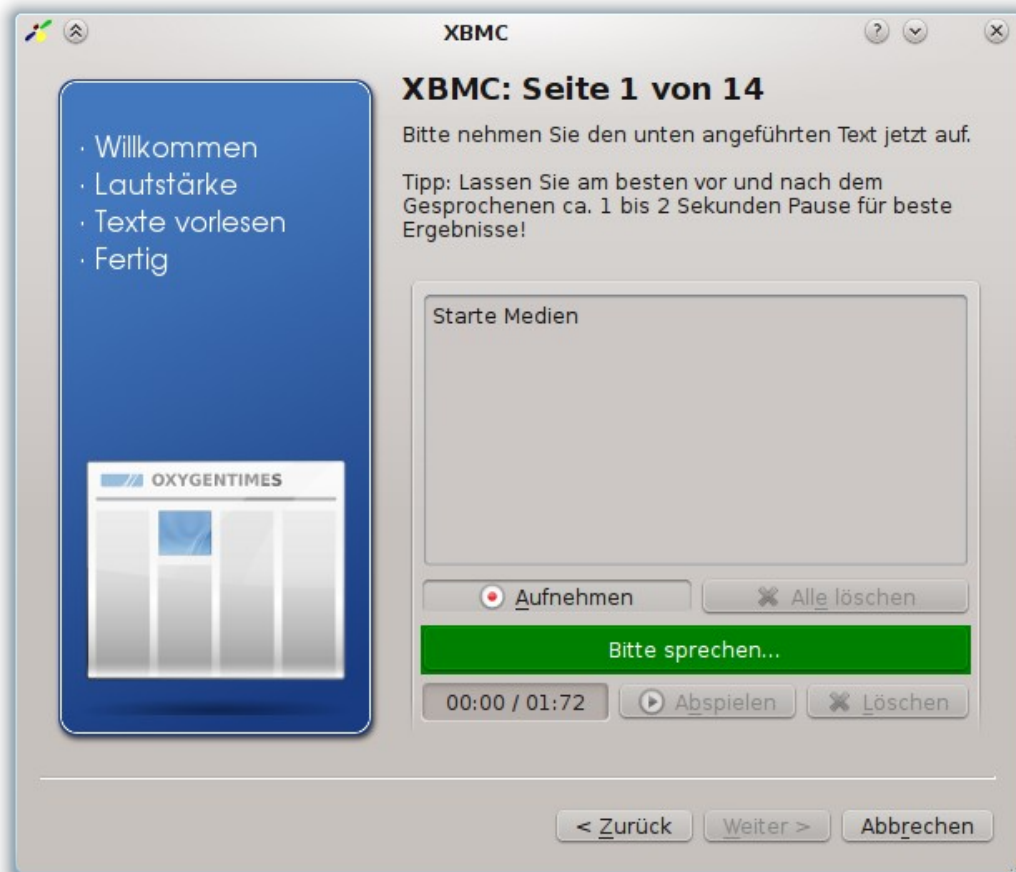 XBMC
XBMC: Seite 1 von 14
Bitte nehmen Sie den unten angeführten Text jetzt auf.
Tipp: Lassen Sie am besten vor und nach dem
Gesprochenen ca. 1 bis 2 Sekunden Pause für beste
Ergebnisse!
· Willkommen
· Lautstärke
· Texte vorlesen
· Fertig
OXYGENTIMES
Starte Medien
Aufnehmen
Alle löschen
Bitte sprechen...
00:00 / 01:72
Abspielen
Löschen
< Zurück
Weiter >
Abbrechen